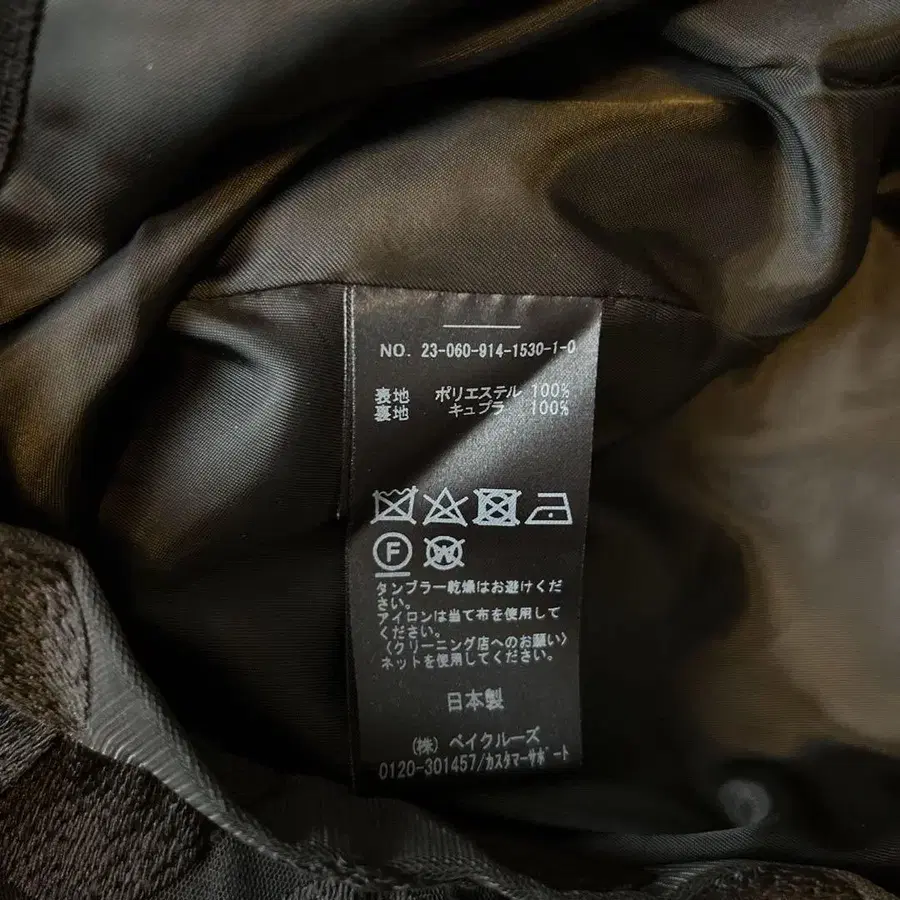 NO. 23-060-914-1530-1-0
表地 ポリエステル 100%
裏地 キュプラ 100%
F W
タンブラー乾燥はお避けくだ
さい。
アイロンは当て布を使用して
ください。
〈クリーニング店へのお願い〉
ネットを使用してください。
日本製
(株) ベイクルーズ
0120-301457/カスタマーサポート